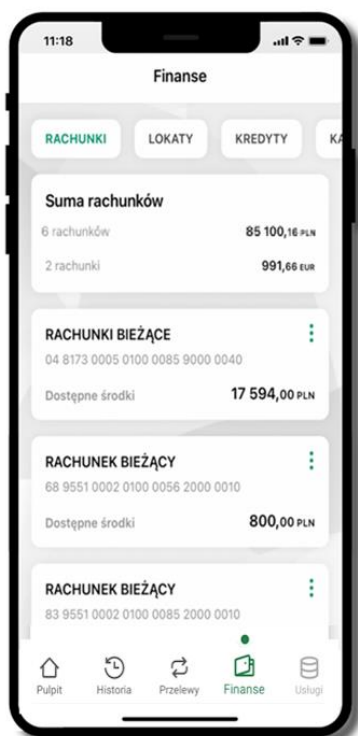 11:18
Finanse
RACHUNKI LOKATY KREDYTY KA
Suma rachunków
6 rachunków 85 100,16 PLN
2 rachunki 991,66 EUR
RACHUNKI BIEŻĄCE
04 8173 0005 0100 0085 9000 0040
Dostępne środki 17 594,00 PLN
RACHUNEK BIEŻĄCY
68 9551 0002 0100 0056 2000 0010
Dostępne środki 800,00 PLN
RACHUNEK BIEŻĄCY
83 9551 0002 0100 0085 2000 0010
Pulpit Historia Przelewy Finanse Usługi